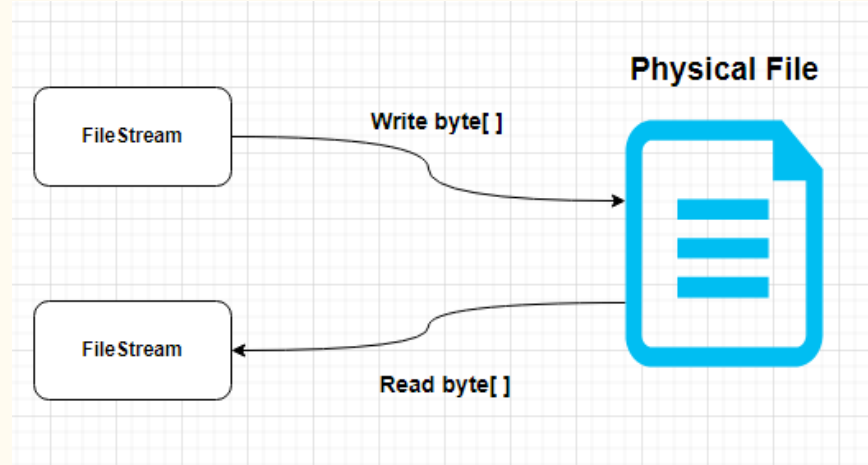 Physical File
Write byte[ ]
FileStream
FileStream
Read byte[ ]